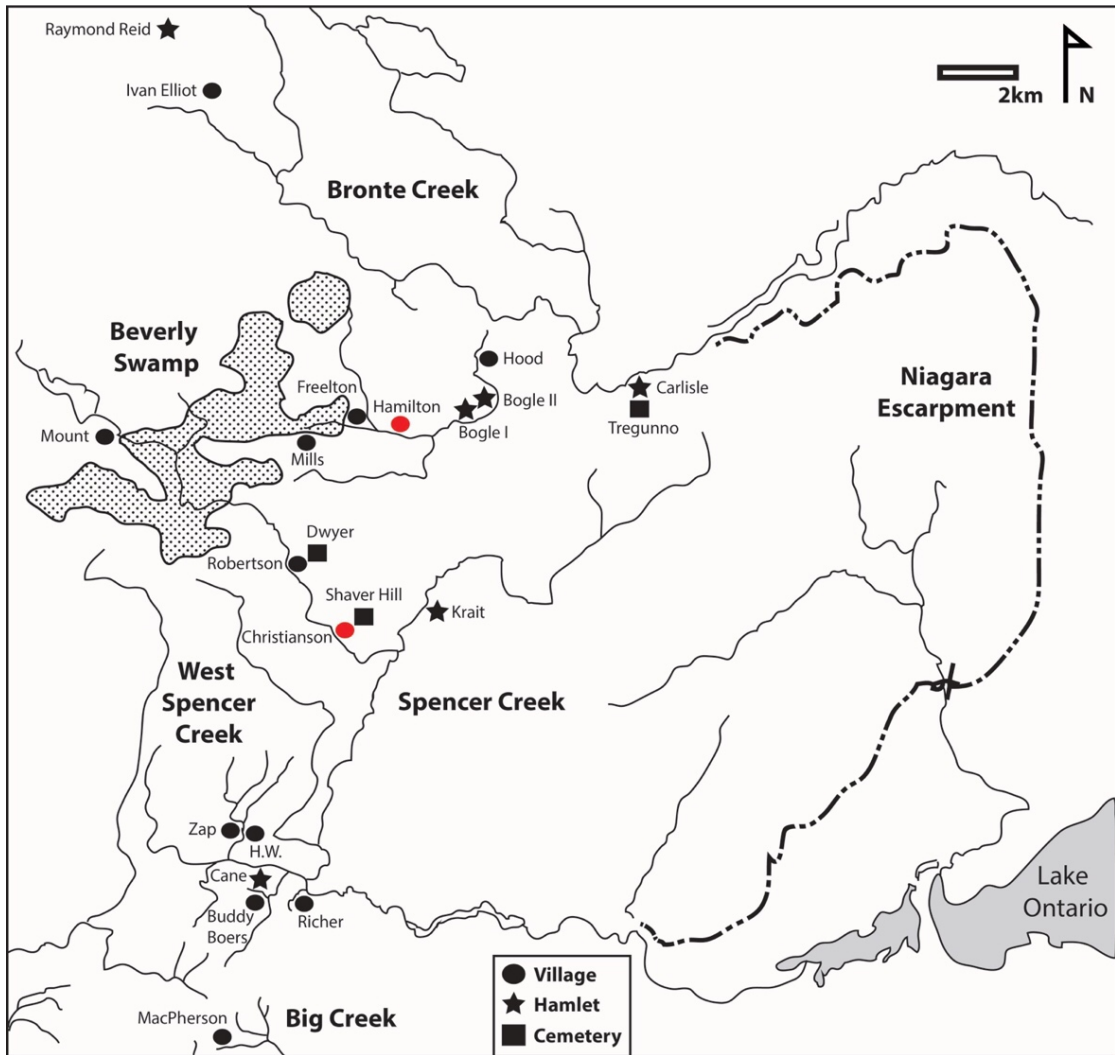 Raymond Reid
Ivan Elliot
2km
N
Bronte Creek
Beverly
Swamp
Hood
Freelton
Hamilton
Carlisle
Niagara
Escarpment
Bogle II
Bogle I
Tregunno
Mount
Mills
Dwyer
Robertson
Shaver Hill
Krait
Christianson
West
Spencer
Creek
Spencer Creek
Zap
H.W.
Cane
Buddy
Boers
Richer
Lake
Ontario
Village
Hamlet
Cemetery
MacPherson
Big Creek